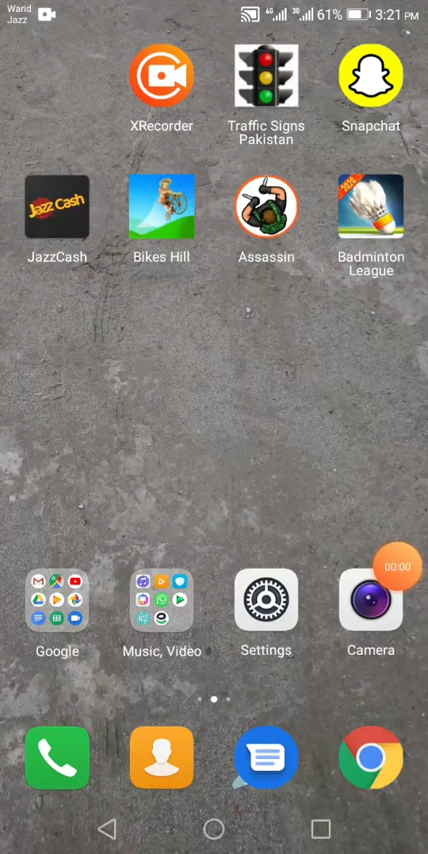 Warid
Jazz
4G 3G 61% 3:21 PM
XRecorder
Traffic Signs
Pakistan
Snapchat
Jazz Cash
2020
JazzCash
Bikes Hill
Assassin
Badminton
League
00:00
Google
Music, Video
Settings
Camera